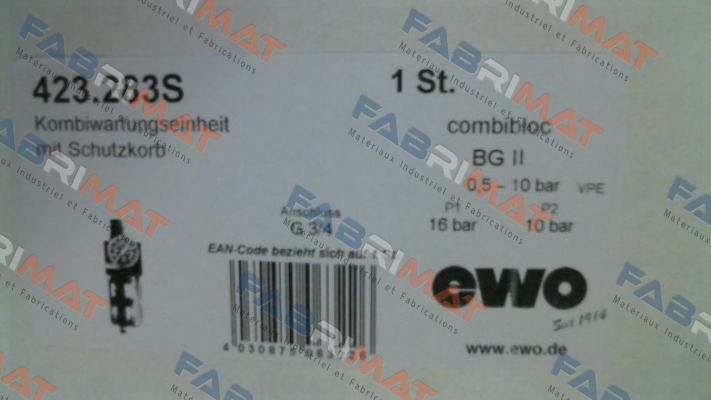 423.283S
1 St.
Kombiwartungseinheit
mit Schutzkorb
combibloc
BG II
0,5 – 10 bar
VPE
P1
P2
16 bar
10 bar
Anschluss
G 3/4
EAN-Code bezieht sich auf
ewo
Seit 1914
www.ewo.de
FABRIMAT
Materiaux Industriel et Fabrications